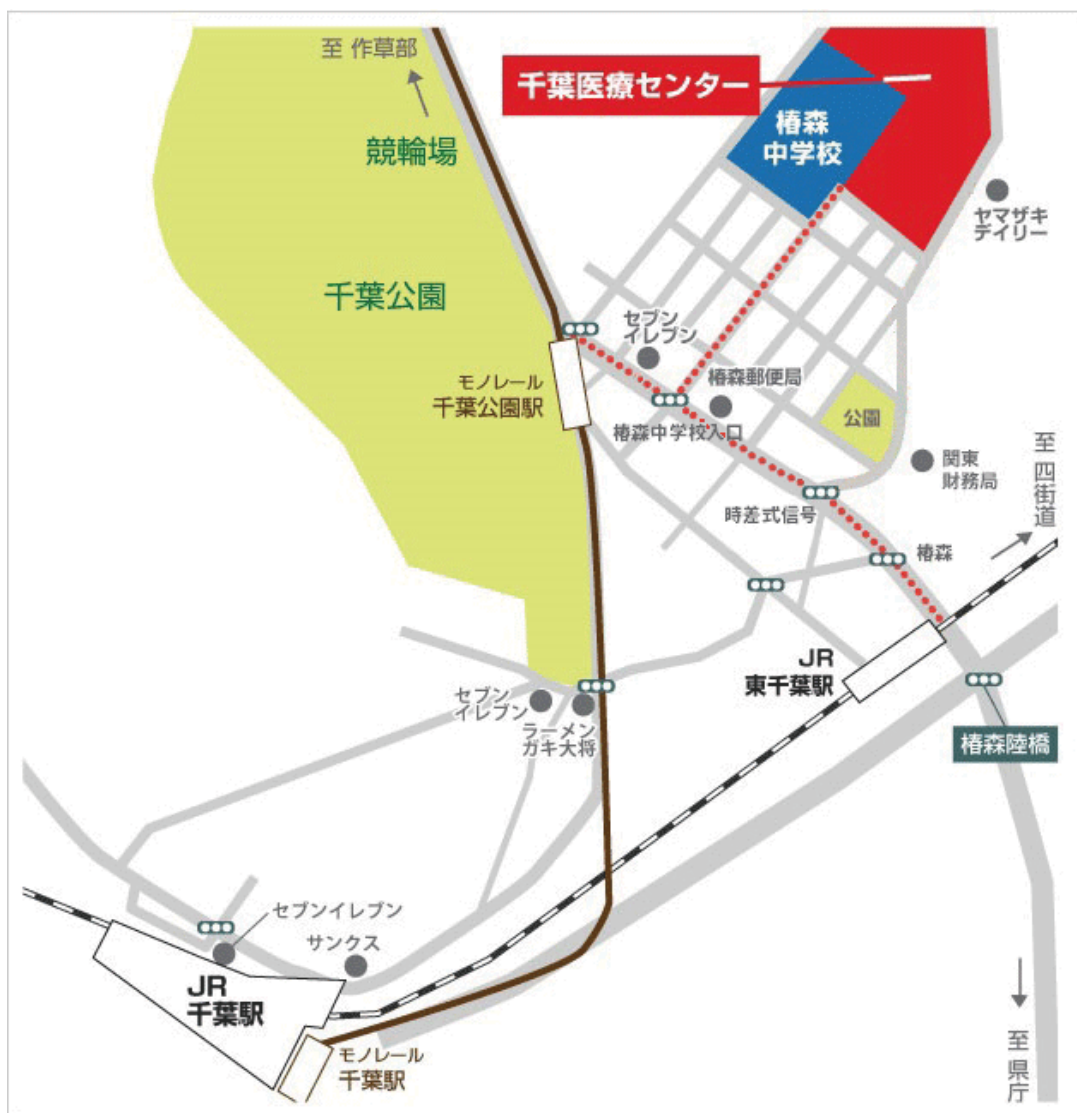 至 作草部
千葉医療センター
椿森
中学校
競輪場
ヤマザキ
デイリー
千葉公園
セブン
イレブン
モノレール
千葉公園駅
椿森郵便局
椿森中学校入口
公園
関東
財務局
至 四街道
時差式信号
椿森
JR
東千葉駅
セブン
イレブン
ラーメン
ガキ大将
椿森陸橋
セブンイレブン
サンクス
JR
千葉駅
モノレール
千葉駅
至 県庁